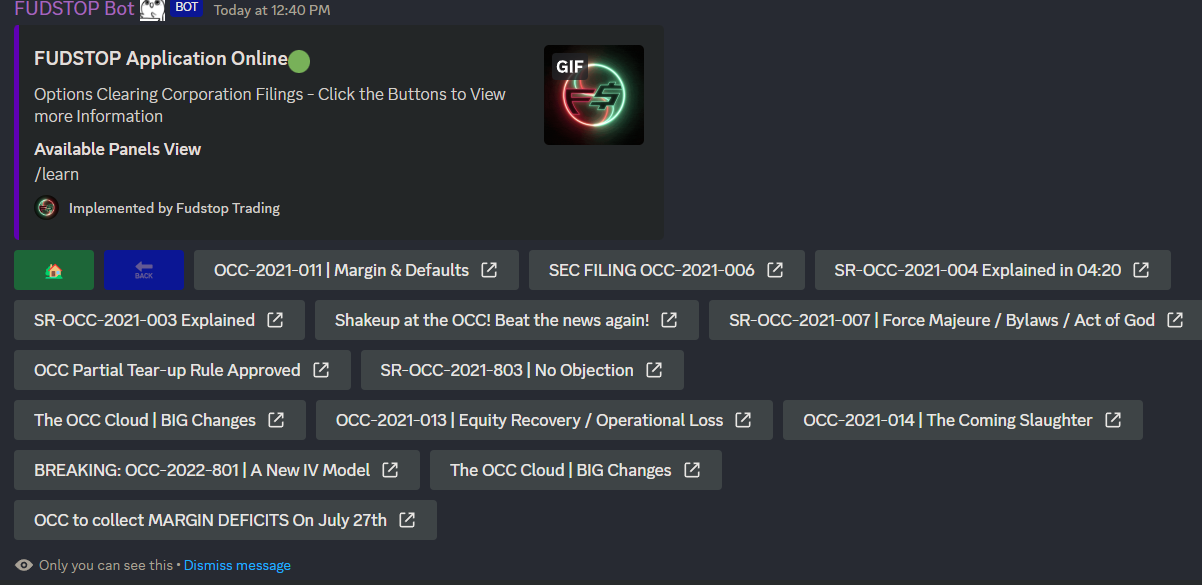 FUDSTOP Bot BOT Today at 12:40 PM
FUDSTOP Application Online
GIF
Options Clearing Corporation Filings - Click the Buttons to View
more Information
Available Panels View
/learn
Implemented by Fudstop Trading
BACK OCC-2021-011 | Margin & Defaults SEC FILING OCC-2021-006 SR-OCC-2021-004 Explained in 04:20
SR-OCC-2021-003 Explained Shakeup at the OCC! Beat the news again! SR-OCC-2021-007 | Force Majeure / Bylaws / Act of God
OCC Partial Tear-up Rule Approved SR-OCC-2021-803 | No Objection
The OCC Cloud | BIG Changes OCC-2021-013 | Equity Recovery / Operational Loss OCC-2021-014 | The Coming Slaughter
BREAKING: OCC-2022-801 | A New IV Model The OCC Cloud | BIG Changes
OCC to collect MARGIN DEFICITS On July 27th
Only you can see this • Dismiss message